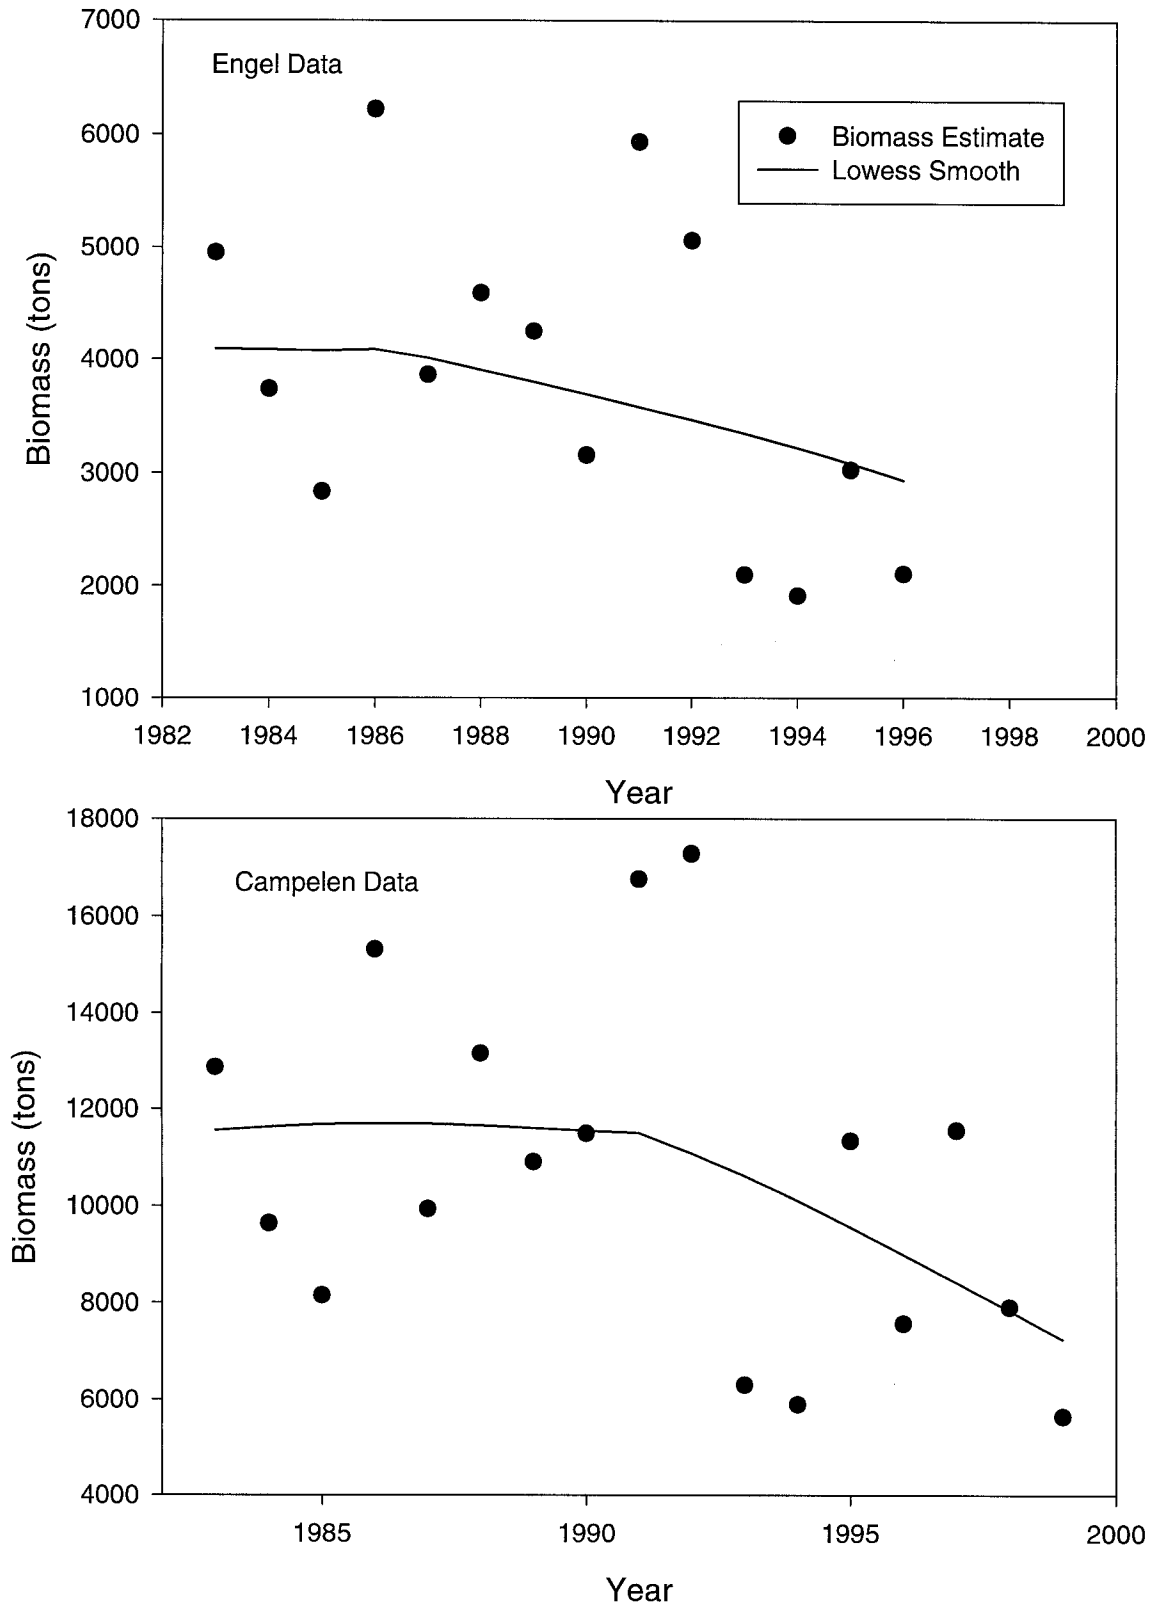 7000
Engel Data
6000
Biomass Estimate
Lowess Smooth
5000
4000
3000
2000
1000
Biomass (tons)
1982 1984 1986 1988 1990 1992 1994 1996 1998 2000
Year
18000
Campelen Data
16000
14000
12000
10000
8000
6000
4000
Biomass (tons)
1985 1990 1995 2000
Year